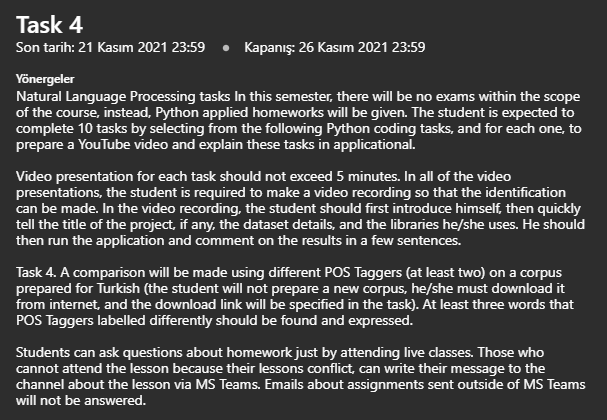 Task 4
Son tarih: 21 Kasım 2021 23:59 • Kapanış: 26 Kasım 2021 23:59
Yönergeler
Natural Language Processing tasks In this semester, there will be no exams within the scope
of the course, instead, Python applied homeworks will be given. The student is expected to
complete 10 tasks by selecting from the following Python coding tasks, and for each one, to
prepare a YouTube video and explain these tasks in applicational.
Video presentation for each task should not exceed 5 minutes. In all of the video
presentations, the student is required to make a video recording so that the identification
can be made. In the video recording, the student should first introduce himself, then quickly
tell the title of the project, if any, the dataset details, and the libraries he/she uses. He should
then run the application and comment on the results in a few sentences.
Task 4. A comparison will be made using different POS Taggers (at least two) on a corpus
prepared for Turkish (the student will not prepare a new corpus, he/she must download it
from internet, and the download link will be specified in the task). At least three words that
POS Taggers labelled differently should be found and expressed.
Students can ask questions about homework just by attending live classes. Those who
cannot attend the lesson because their lessons conflict, can write their message to the
channel about the lesson via MS Teams. Emails about assignments sent outside of MS Teams
will not be answered.